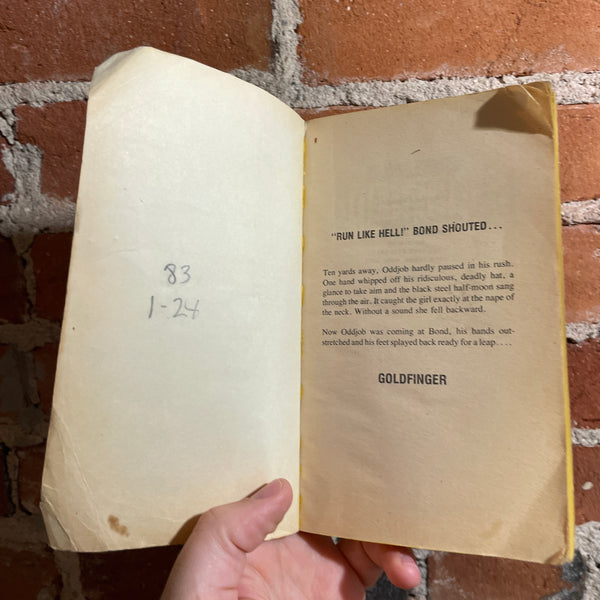 83
1-24
"RUN LIKE HELL!" BOND SHOUTED...
Ten yards away, Oddjob hardly paused in his rush.
One hand whipped off his ridiculous, deadly hat, a
glance to take aim and the black steel half-moon sang
through the air. It caught the girl exactly at the nape of
the neck. Without a sound she fell backward.
Now Oddjob was coming at Bond, his hands out-
stretched and his feet splayed back ready for a leap....
GOLDFINGER